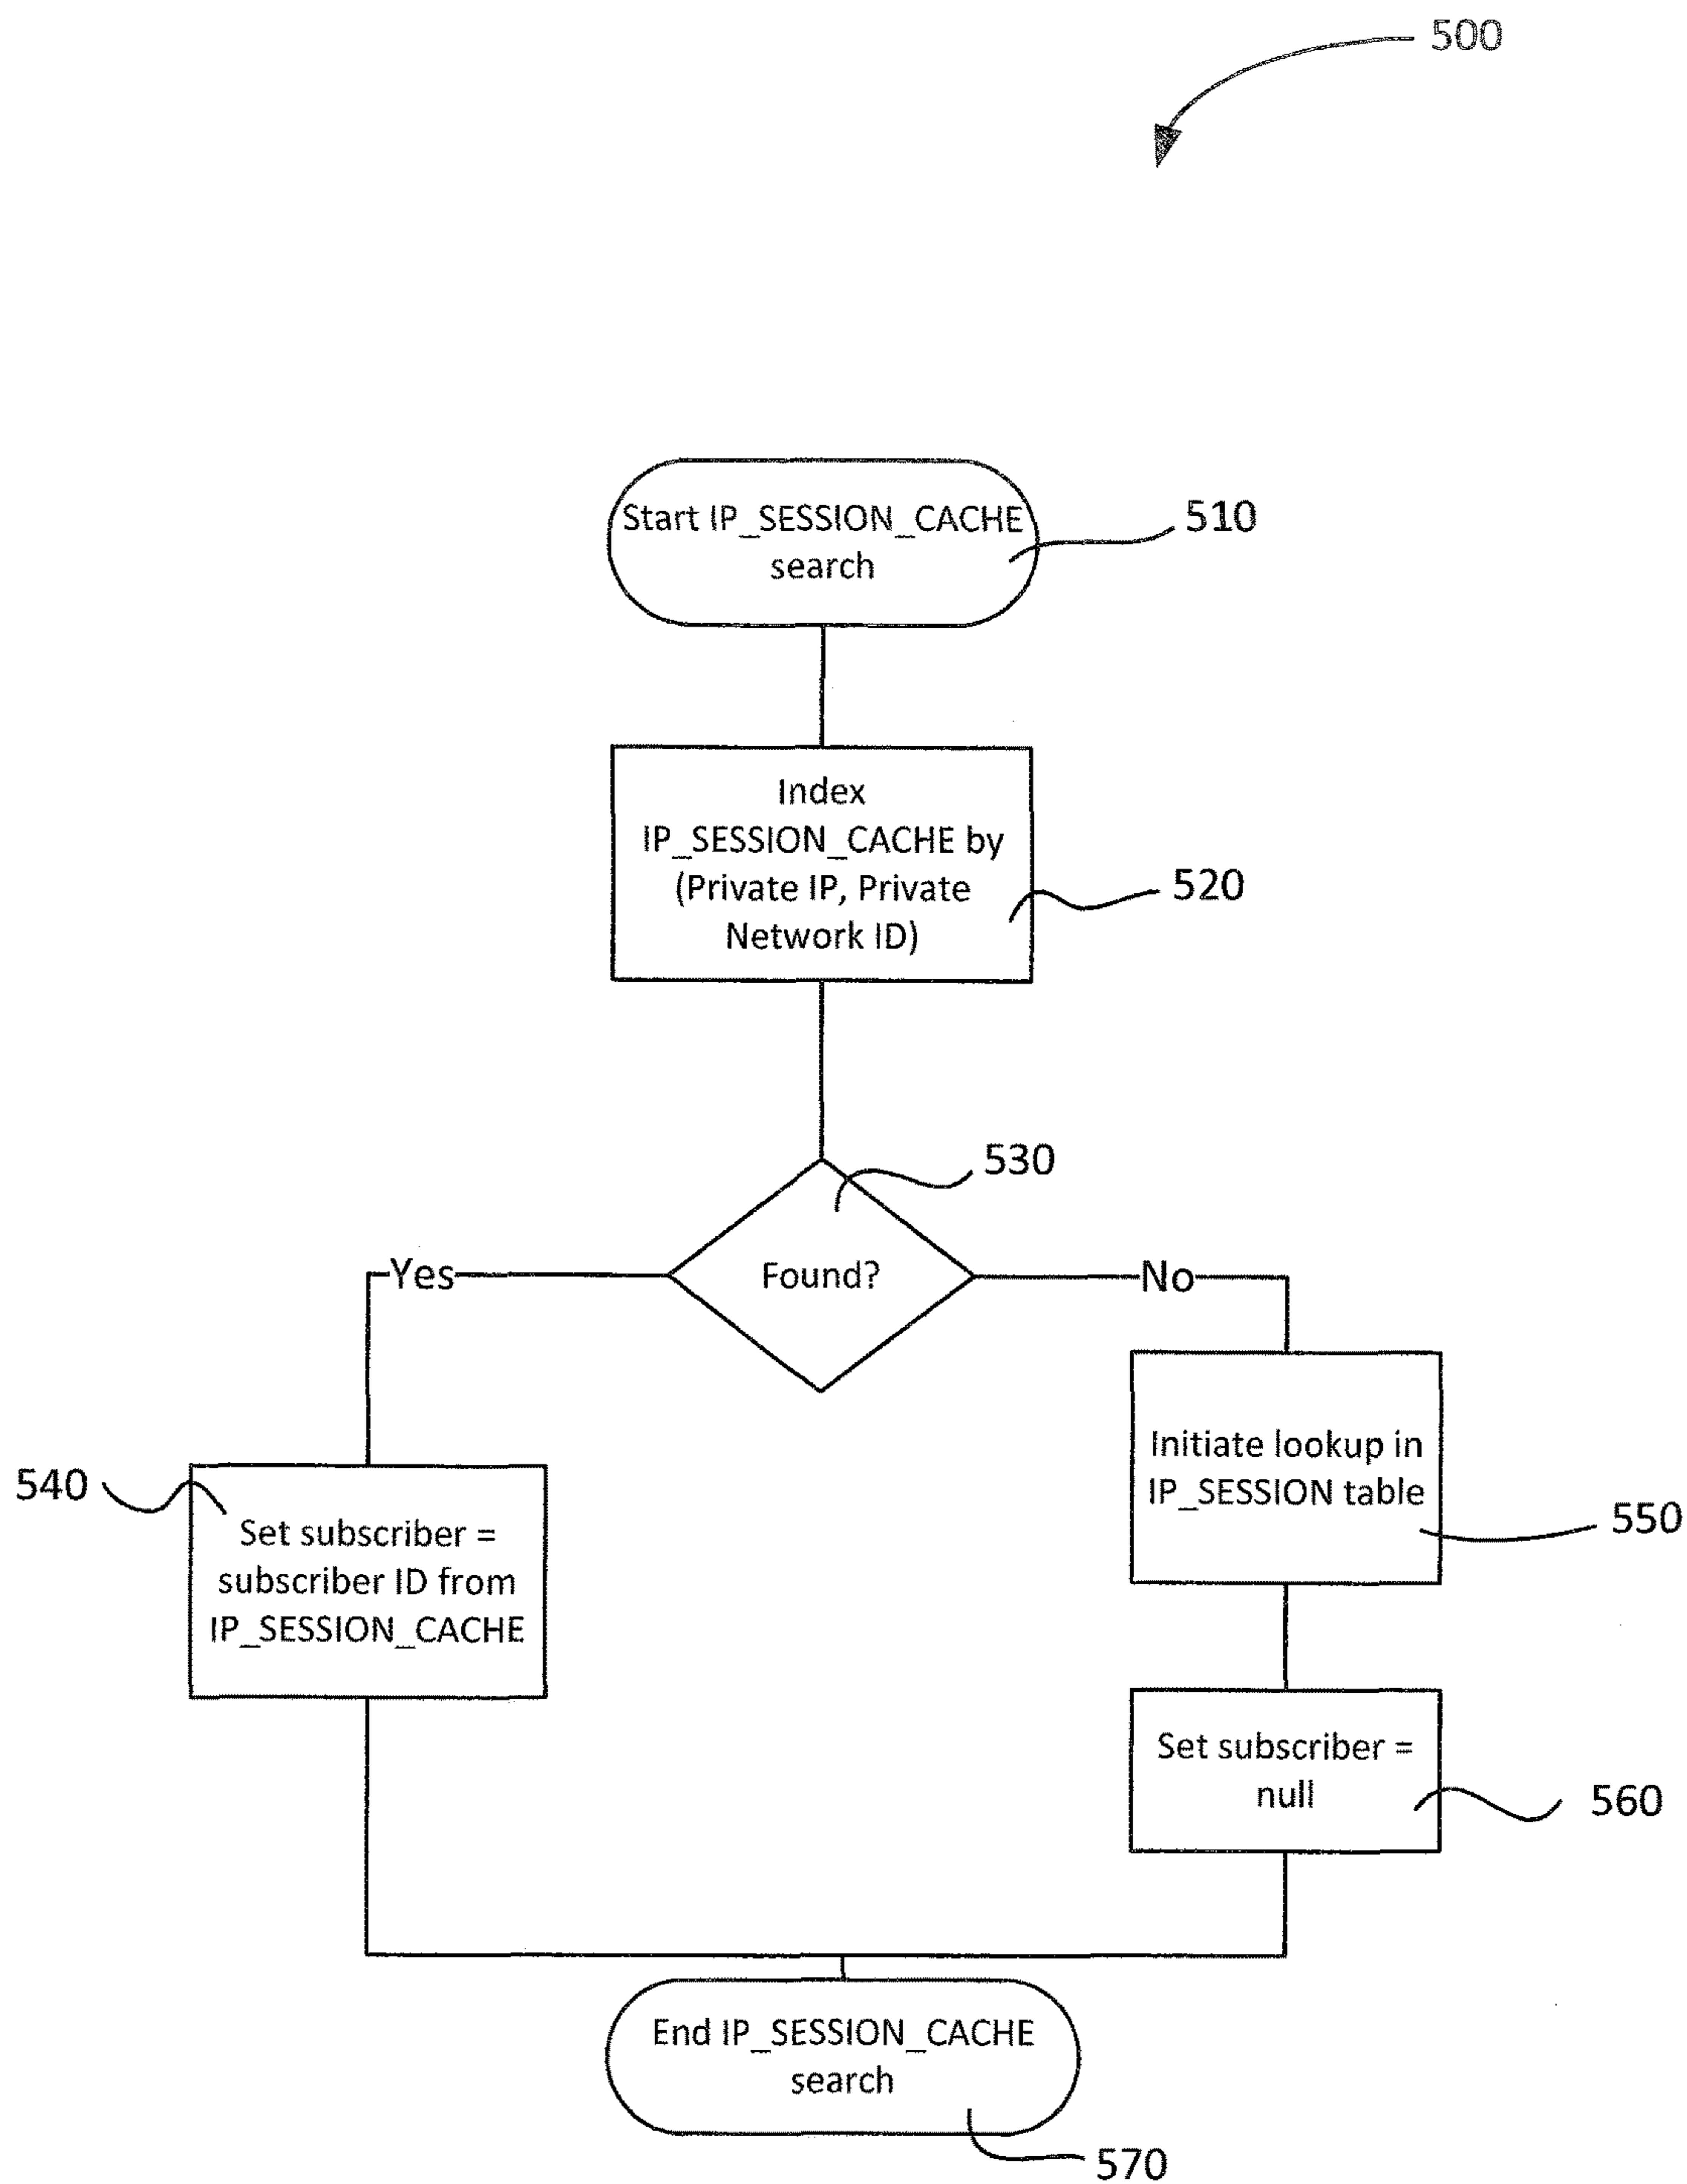 500
Start IP_SESSION_CACHE
search
510
Index
IP_SESSION_CACHE by
(Private IP, Private
Network ID)
520
530
Found?
Yes
No
540
Set subscriber =
subscriber ID from
IP_SESSION_CACHE
Initiate lookup in
IP_SESSION table
550
Set subscriber =
null
560
End IP_SESSION_CACHE
search
570